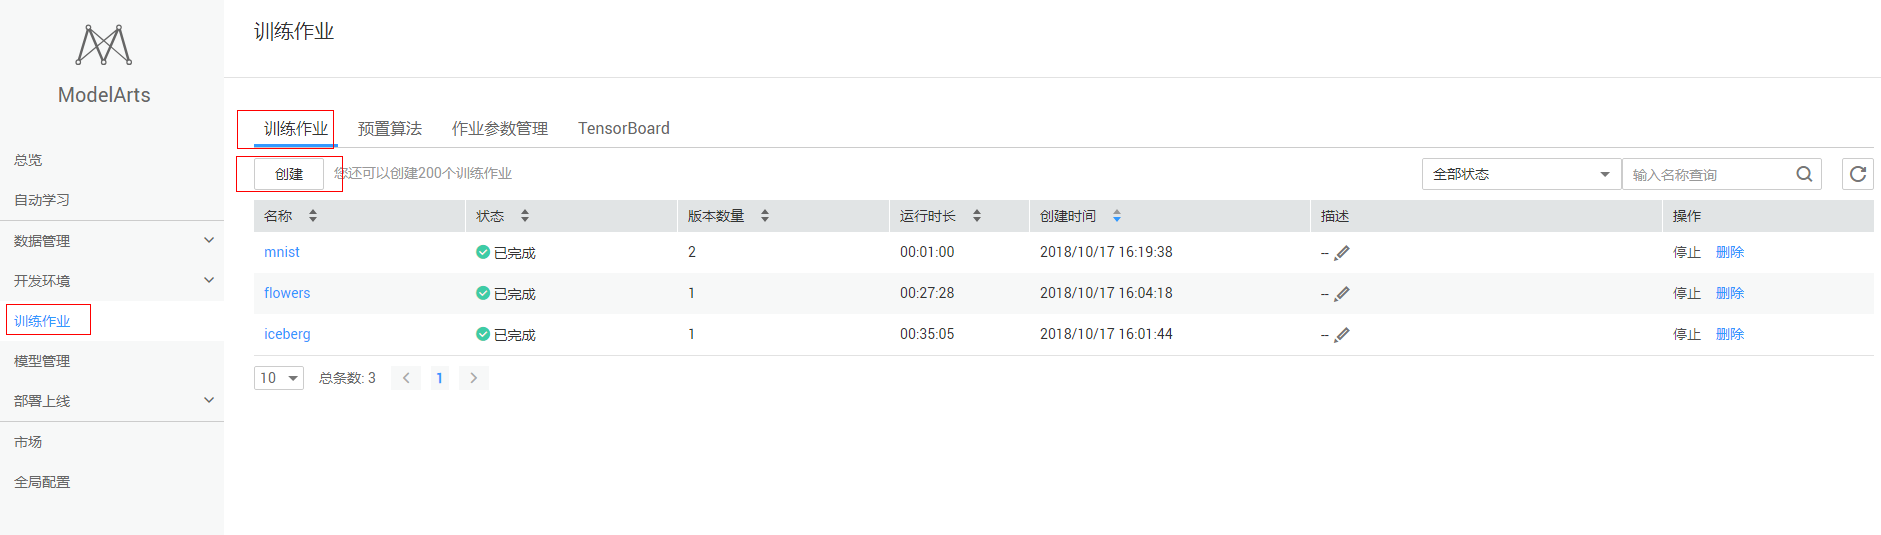 ModelArts
总览
自动学习
数据管理
开发环境
训练作业
模型管理
部署上线
市场
全局配置
训练作业
训练作业 预置算法 作业参数管理 TensorBoard
创建 您还可以创建200个训练作业 全部状态 输入名称查询
名称 状态 版本数量 运行时长 创建时间 描述 操作
mnist 已完成 2 00:01:00 2018/10/17 16:19:38 -- 停止 删除
flowers 已完成 1 00:27:28 2018/10/17 16:04:18 -- 停止 删除
iceberg 已完成 1 00:35:05 2018/10/17 16:01:44 -- 停止 删除
10 总条数: 3 1